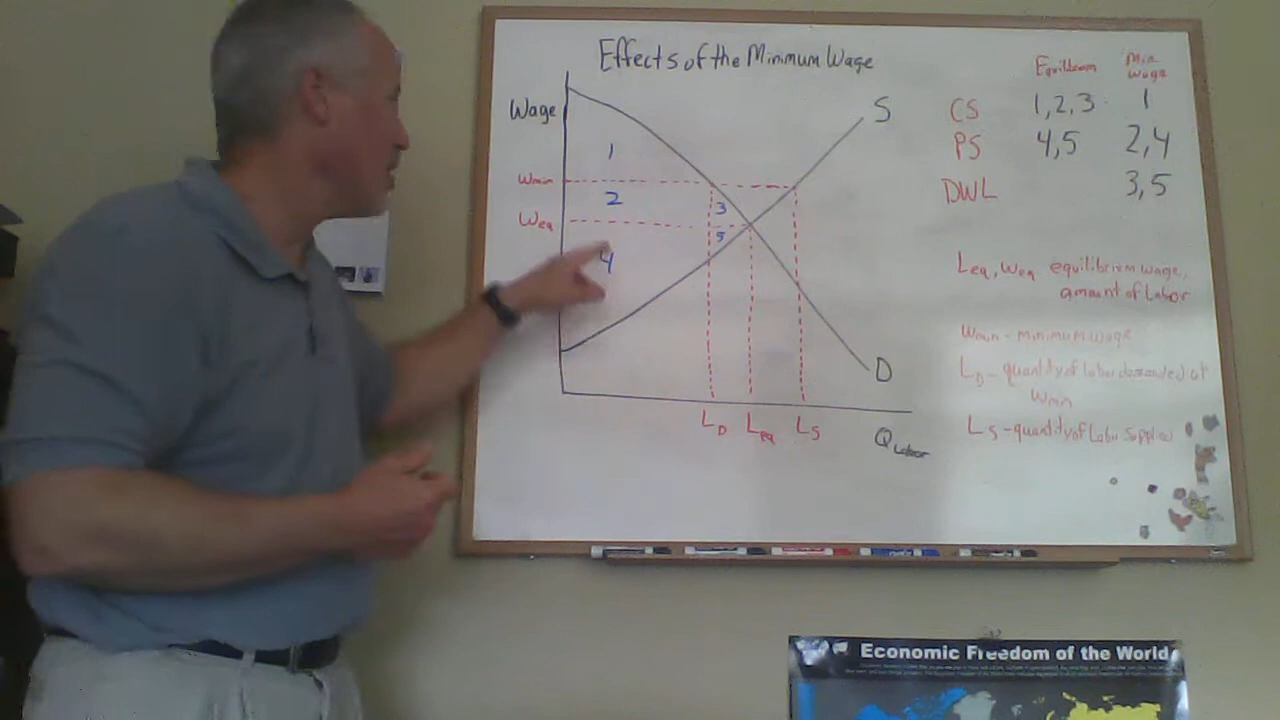 Effects of the Minimum Wage
Wage
1
Wmin
2
3
Weq
5
4
S
D
LD
Leq
LS
QLabor
Equilibrium
Min
Wage
CS 1,2,3 1
PS 4,5 2,4
DWL 3,5
Leq, Weq equilibrium wage,
amount of Labor
Wmin - minimum wage
LD - quantity of labor demanded at
Wmin
LS - quantity of Labor Supplied
Economic Freedom of the World